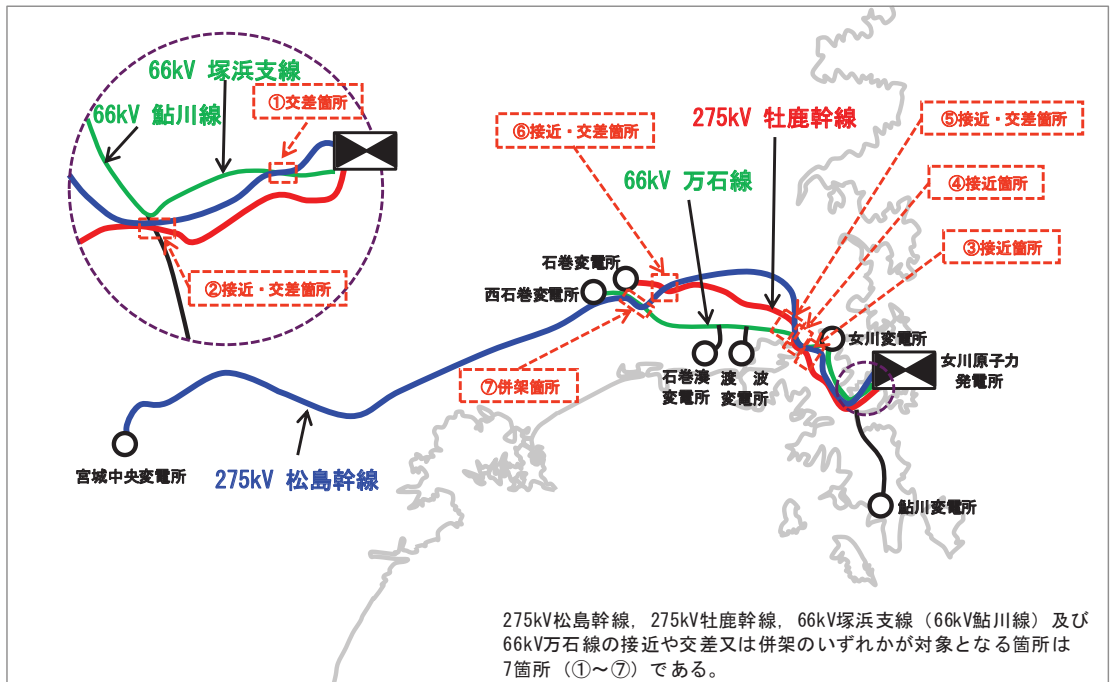 66kV 塚浜支線
①交差箇所
66kV 鮎川線
②接近・交差箇所
⑥接近・交差箇所
275kV 牡鹿幹線
⑤接近・交差箇所
④接近箇所
③接近箇所
66kV 万石線
石巻変電所
西石巻変電所
女川変電所
女川原子力
発電所
⑦併架箇所
石巻湊
変電所
渡 波
変電所
宮城中央変電所
275kV 松島幹線
鮎川変電所
275kV松島幹線, 275kV牡鹿幹線, 66kV塚浜支線（66kV鮎川線）及び
66kV万石線の接近や交差又は併架のいずれかが対象となる箇所は
7箇所（①～⑦）である。